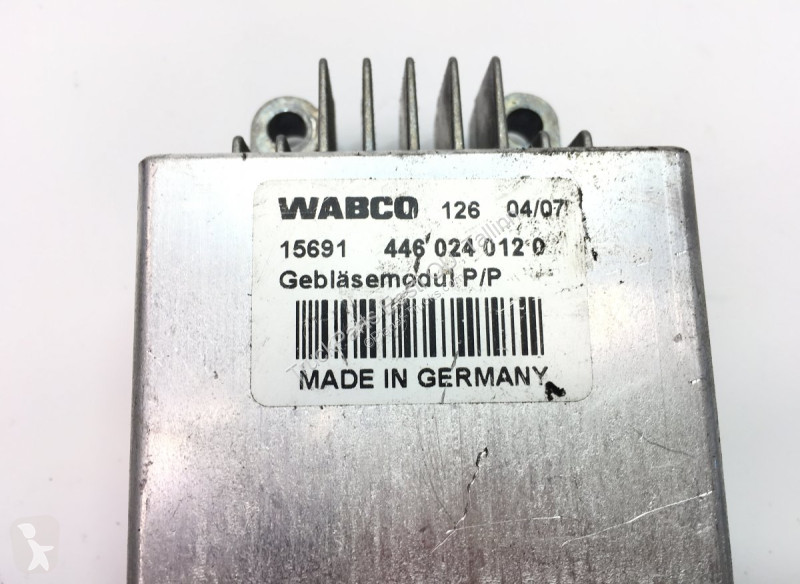 WABCO 126 04/07
15691 446 024 012 0
Gebläsemodul P/P
MADE IN GERMANY